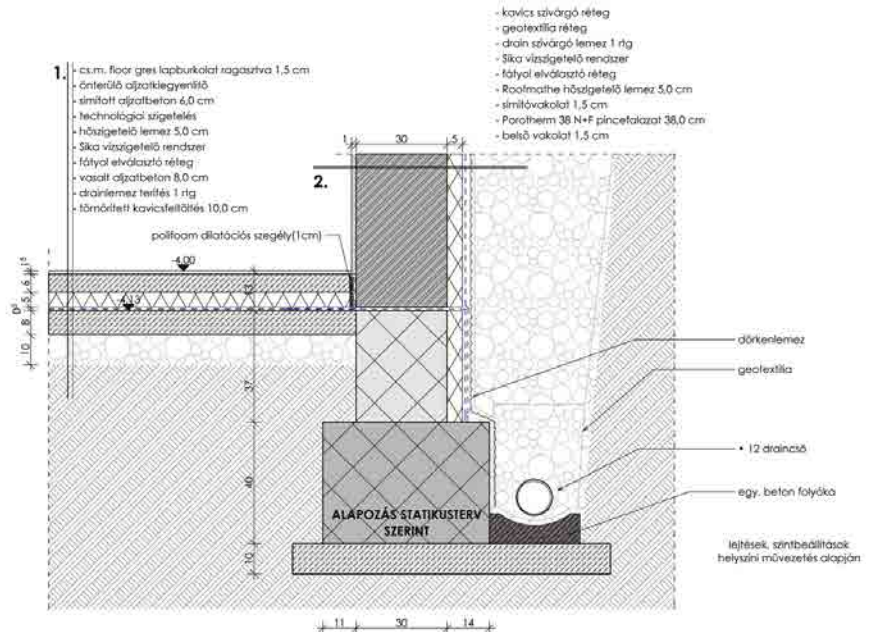 - kavics szivárgó réteg
- geotextília réteg
- drain szivárgó lemez 1 rtg
- Sika vízszigetelő rendszer
- fátyol elválasztó réteg
- Roofmathe hőszigetelő lemez 5,0 cm
- simítóvakolat 1,5 cm
- Porotherm 38 N+F pincefalazat 38,0 cm
- belső vakolat 1,5 cm
1.
- cs.m. floor gres lapburkolat ragasztva 1,5 cm
- önterülő aljzatkiegyenlítő
- simított aljzatbeton 6,0 cm
- technológiai szigetelés
- hőszigetelő lemez 5,0 cm
- Sika vízszigetelő rendszer
- fátyol elválasztó réteg
- vasalt aljzatbeton 8,0 cm
- drainlemez terítés 1 rtg
- tömörített kavicsfeltöltés 10,0 cm
1 30 5
2.
polifoam dilatációs szegély(1cm)
-4.00
-4.13
1⁵
6
5
0⁵
8
10
13
37
40
10
dörkenlemez
geotextília
• 12 draincső
egy. beton folyóka
ALAPOZÁS STATIKUSTERV
SZERINT
lejtések, szintbeállítások
helyszíni művezetés alapján
11 30 14